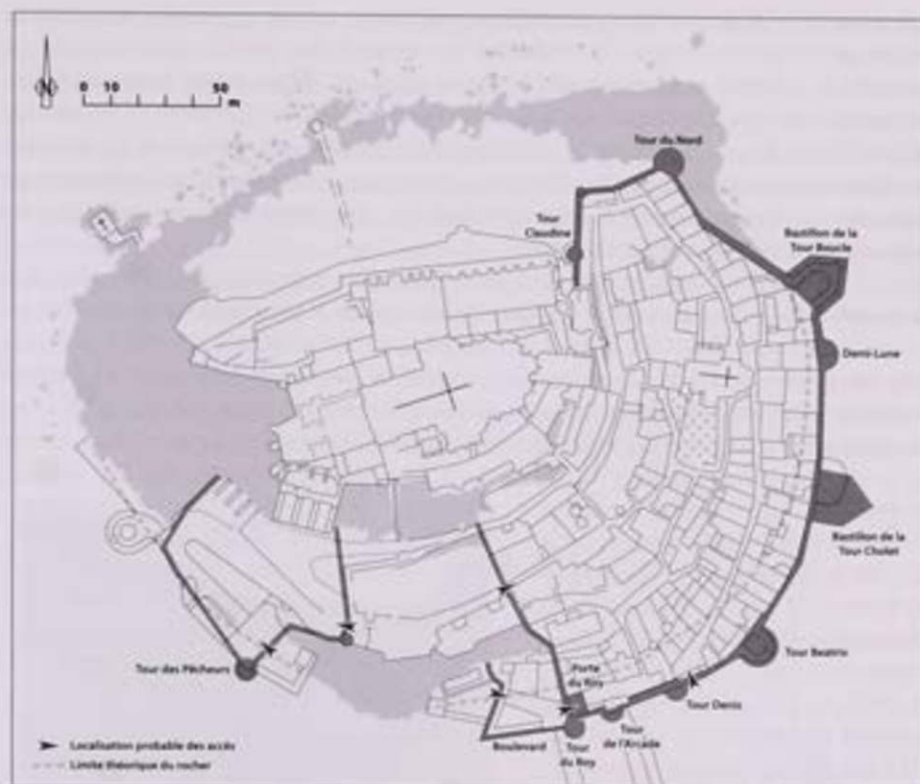 0 10 50
m
Tour du Nord
Tour
Claudine
Bastillon de la
Tour Boucle
Demi-Lune
Bastillon de la
Tour Cholet
Tour Beatrix
Tour Denis
Tour
de l'Arcade
Porte
du Roy
Tour
du Roy
Boulevard
Tour des Pêcheurs
Localisation probable des accès
Limite théorique du rocher